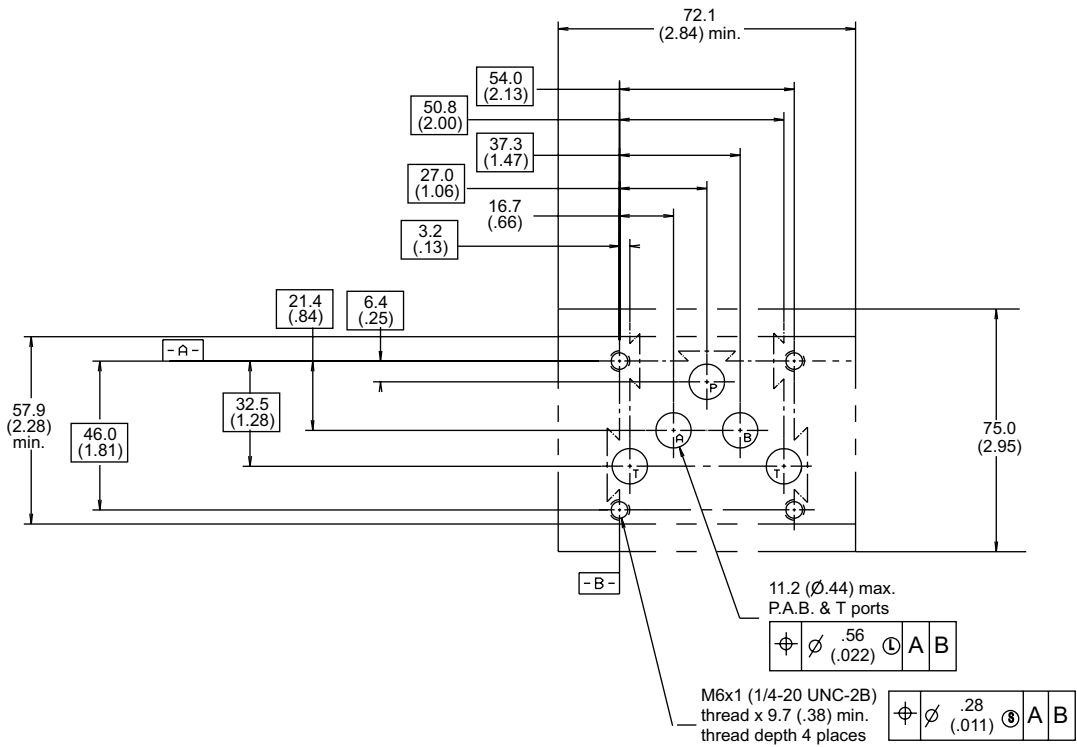 72.1
(2.84) min.
54.0
(2.13)
50.8
(2.00)
37.3
(1.47)
27.0
(1.06)
16.7
(.66)
3.2
(.13)
21.4
(.84)
6.4
(.25)
-A-
57.9
(2.28)
min.
46.0
(1.81)
32.5
(1.28)
P
A
B
T
T
75.0
(2.95)
-B-
11.2 (Ø.44) max.
P.A.B. & T ports
⌖ Ø .56 Ⓛ A B
(.022)
M6x1 (1/4-20 UNC-2B)
thread x 9.7 (.38) min.
thread depth 4 places
⌖ Ø .28 Ⓢ A B
(.011)